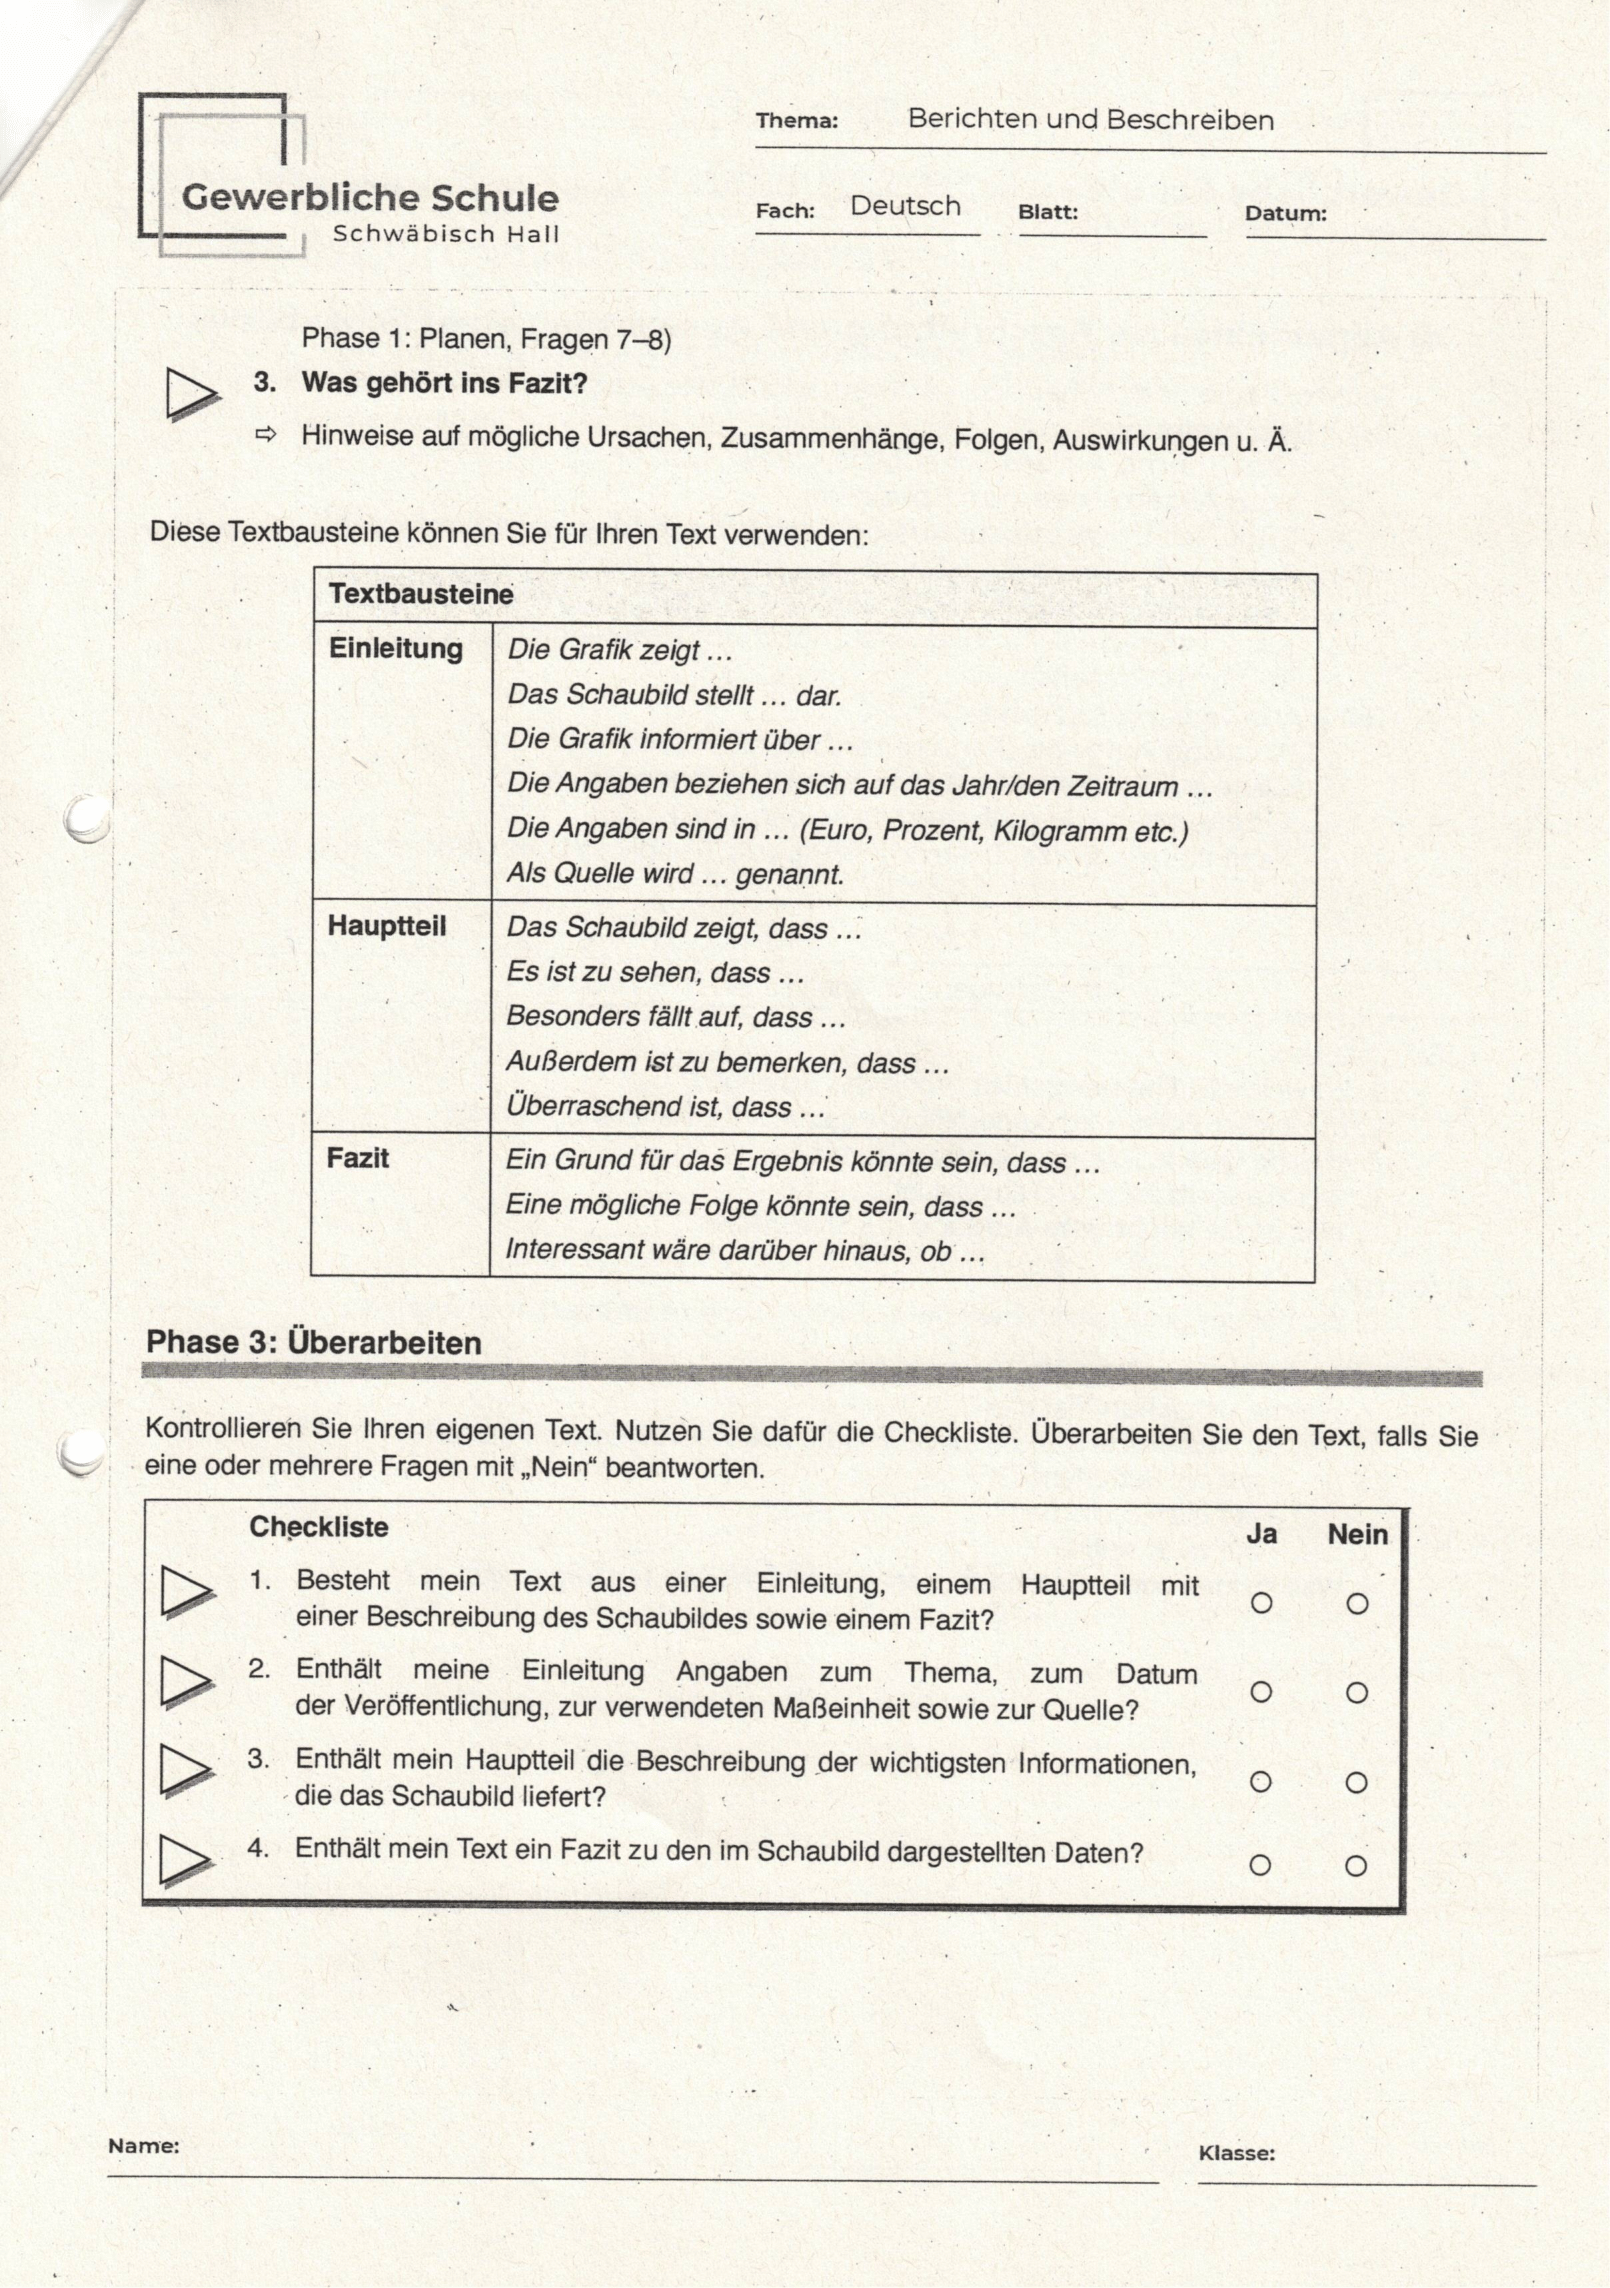 Gewerbliche Schule
Schwäbisch Hall
Thema: Berichten und Beschreiben
Fach: Deutsch Blatt: Datum:
Phase 1: Planen, Fragen 7–8)
3. Was gehört ins Fazit?
⇨ Hinweise auf mögliche Ursachen, Zusammenhänge, Folgen, Auswirkungen u. Ä.
Diese Textbausteine können Sie für Ihren Text verwenden:
Textbausteine
Einleitung Die Grafik zeigt ...
Das Schaubild stellt ... dar.
Die Grafik informiert über ...
Die Angaben beziehen sich auf das Jahr/den Zeitraum ...
Die Angaben sind in ... (Euro, Prozent, Kilogramm etc.)
Als Quelle wird ... genannt.
Hauptteil Das Schaubild zeigt, dass ...
Es ist zu sehen, dass ...
Besonders fällt auf, dass ...
Außerdem ist zu bemerken, dass ...
Überraschend ist, dass ...
Fazit Ein Grund für das Ergebnis könnte sein, dass ...
Eine mögliche Folge könnte sein, dass ...
Interessant wäre darüber hinaus, ob ...
Phase 3: Überarbeiten
Kontrollieren Sie Ihren eigenen Text. Nutzen Sie dafür die Checkliste. Überarbeiten Sie den Text, falls Sie
eine oder mehrere Fragen mit „Nein“ beantworten.
Checkliste Ja Nein
1. Besteht mein Text aus einer Einleitung, einem Hauptteil mit
einer Beschreibung des Schaubildes sowie einem Fazit?
2. Enthält meine Einleitung Angaben zum Thema, zum Datum
der Veröffentlichung, zur verwendeten Maßeinheit sowie zur Quelle?
3. Enthält mein Hauptteil die Beschreibung der wichtigsten Informationen,
die das Schaubild liefert?
4. Enthält mein Text ein Fazit zu den im Schaubild dargestellten Daten?
Name: Klasse: